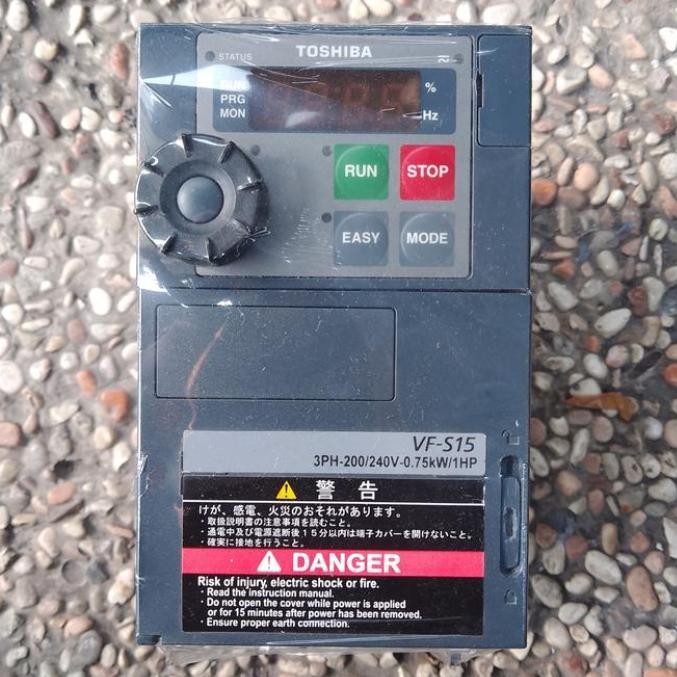 STATUS
TOSHIBA
RUN
PRG
MON
%
Hz
RUN
STOP
EASY
MODE
VF-S15
3PH-200/240V-0.75kW/1HP
警告
けが、感電、火災のおそれがあります。
・取扱説明書の注意事項を読むこと。
・通電中及び電源遮断後15分以内は端子カバーを開けないこと。
・確実に接地を行うこと。
DANGER
Risk of injury, electric shock or fire.
・Read the instruction manual.
・Do not open the cover while power is applied
or for 15 minutes after power has been removed.
・Ensure proper earth connection.